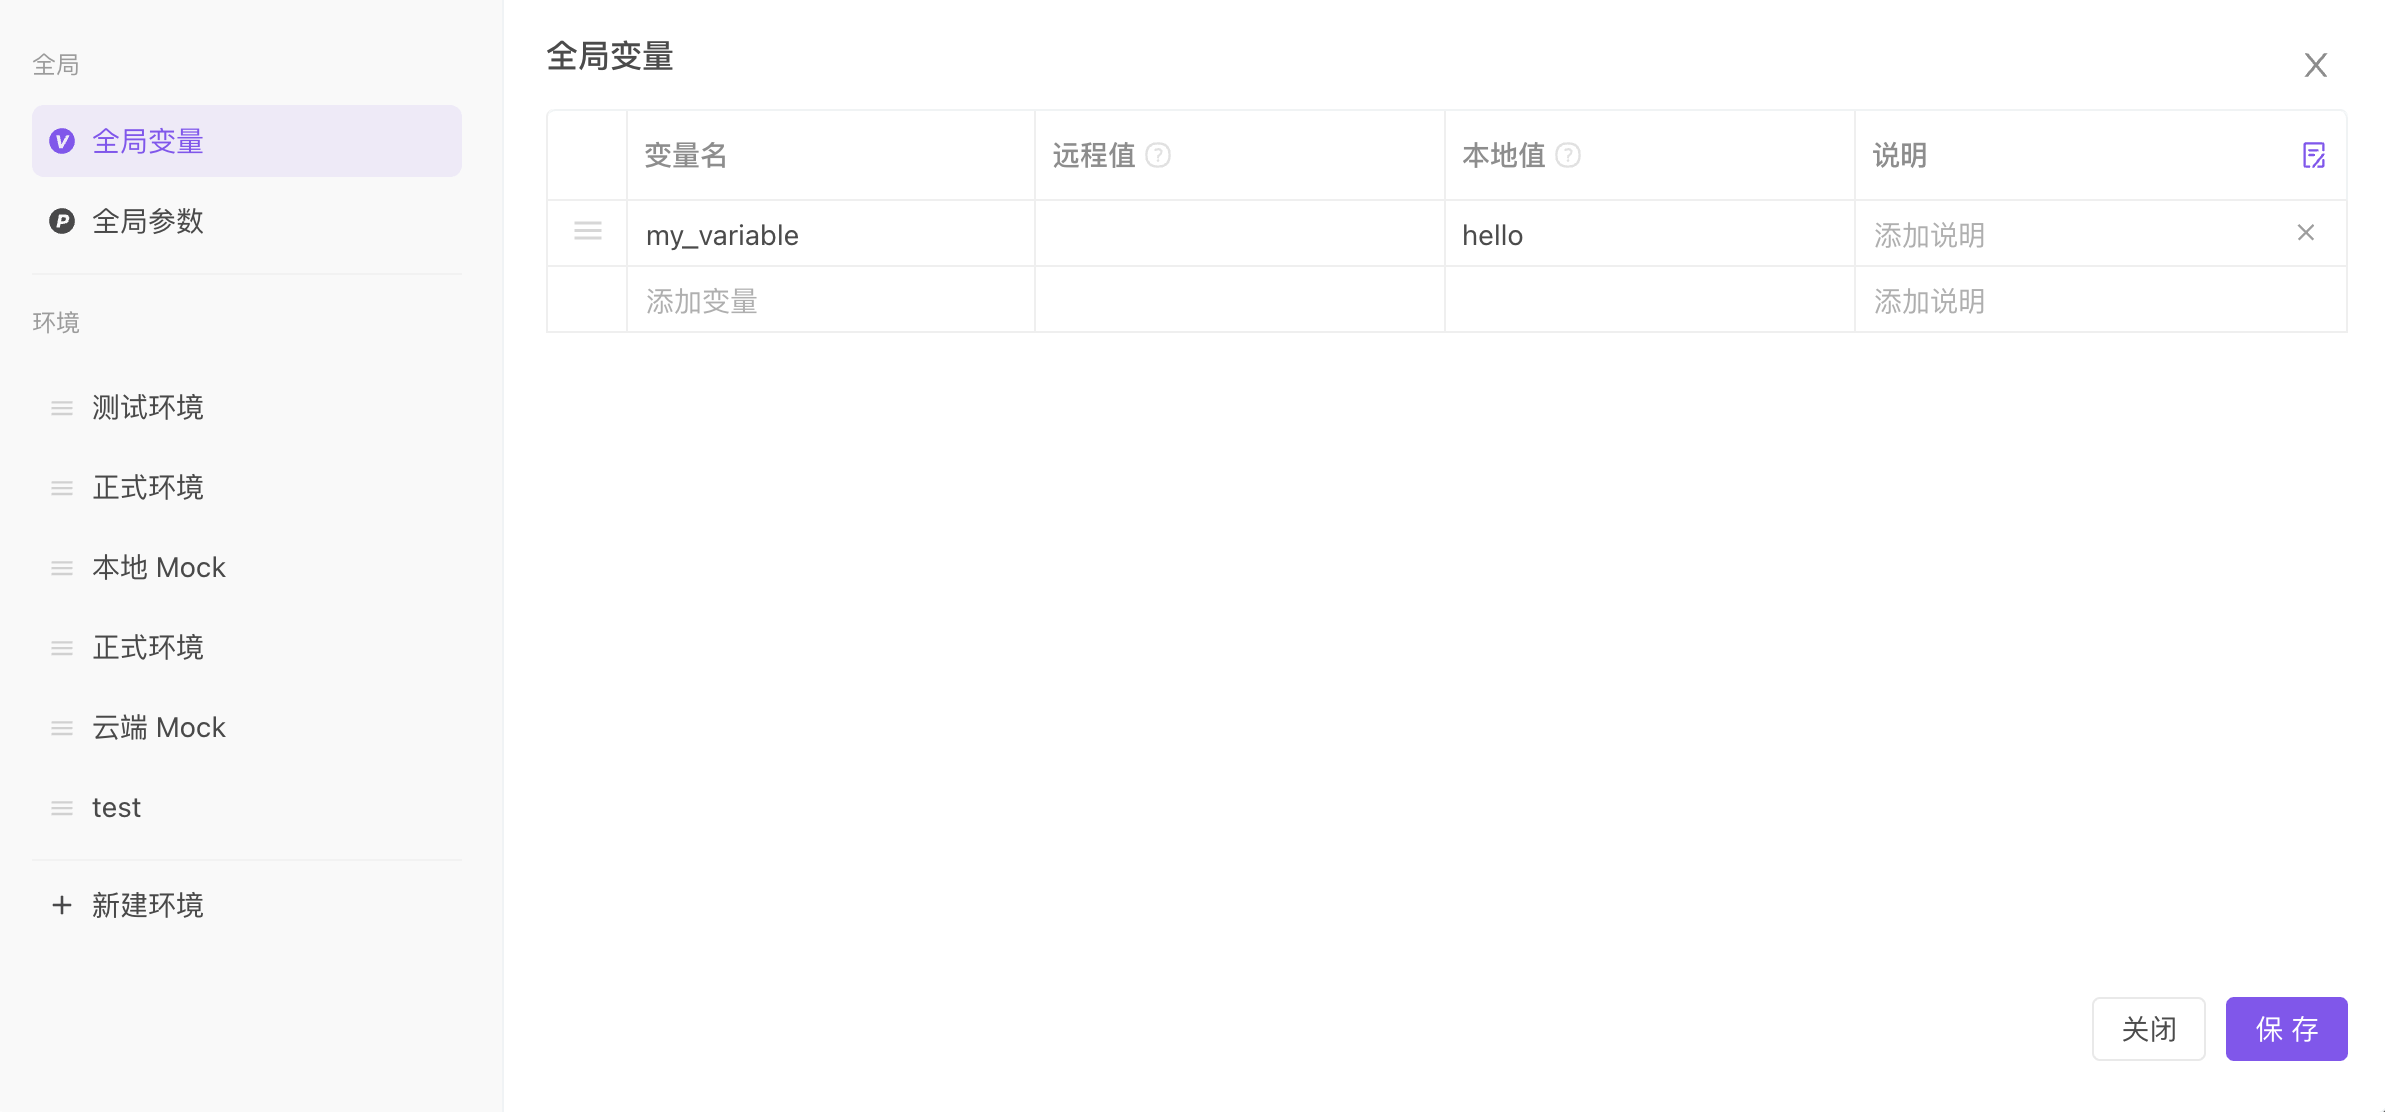 全局
全局变量
全局参数
环境
测试环境
正式环境
本地 Mock
正式环境
云端 Mock
test
新建环境
全局变量
变量名 远程值 本地值 说明
my_variable hello 添加说明
添加变量 添加说明
关闭 保 存